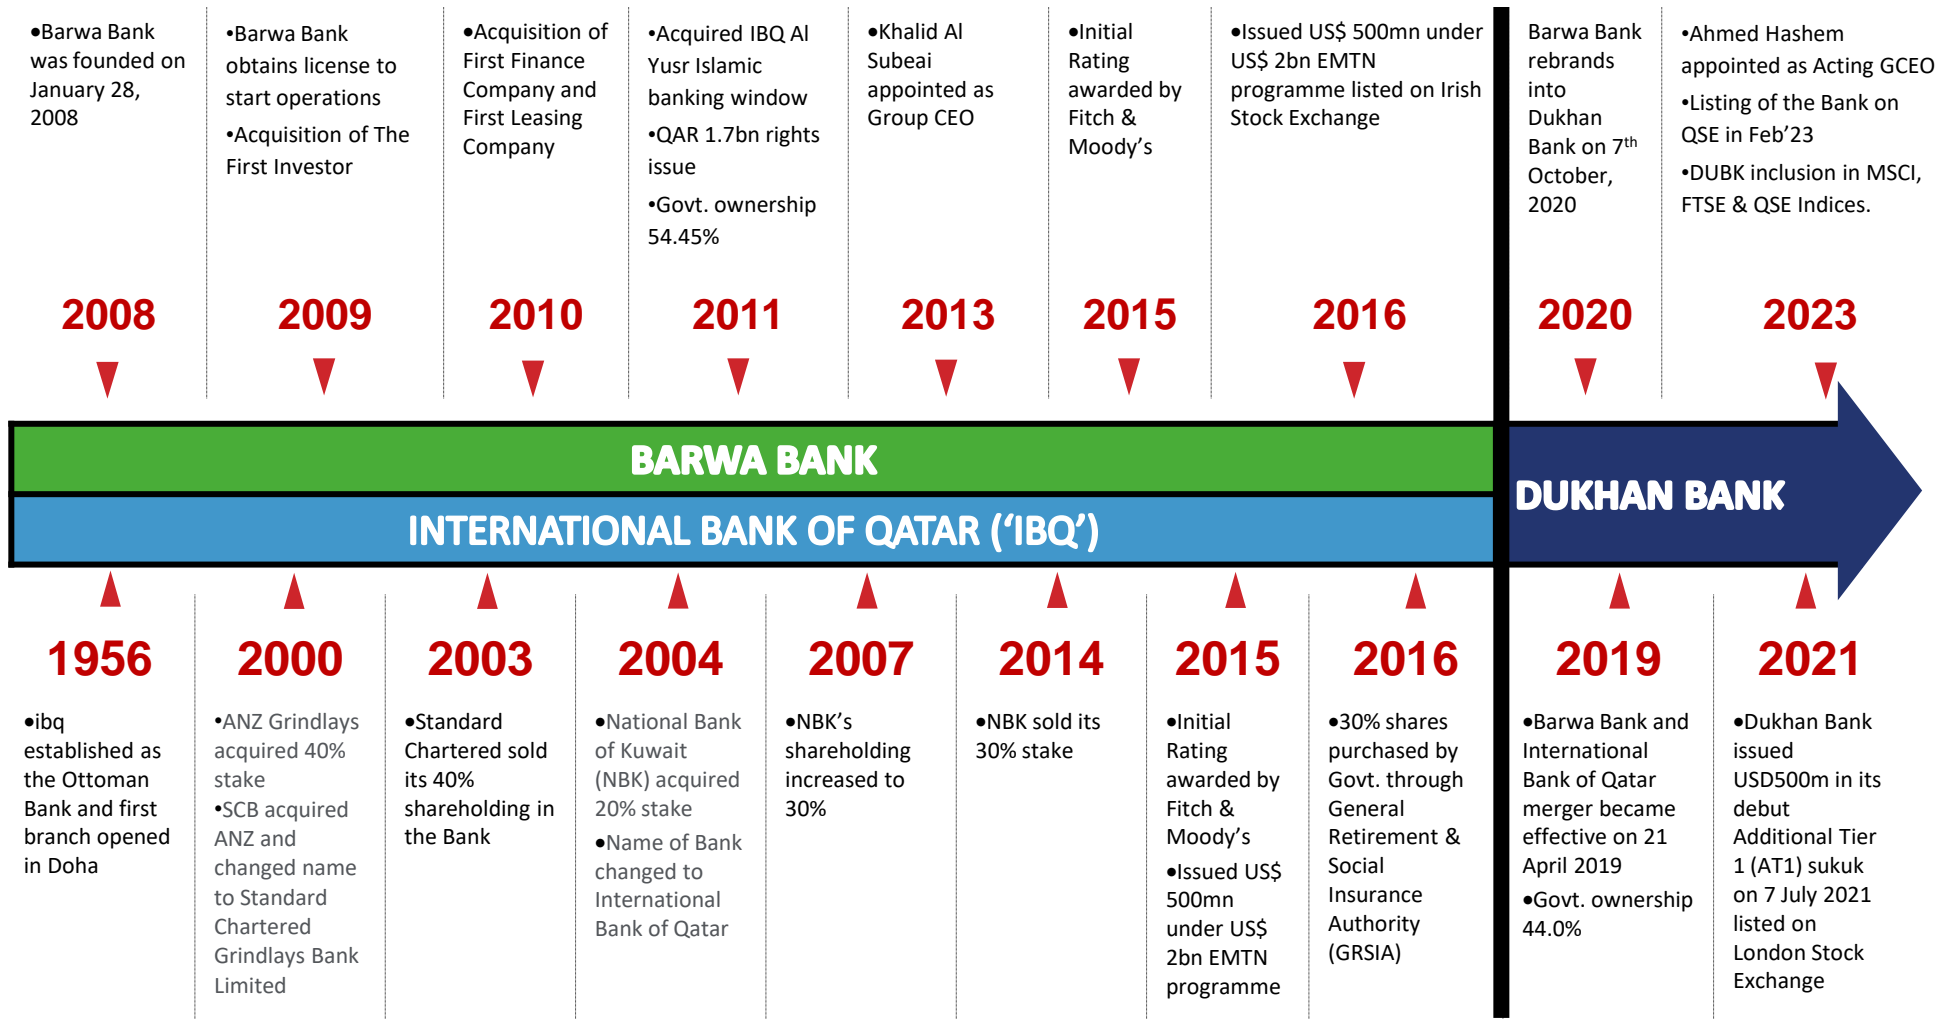 •Barwa Bank
was founded on
January 28,
2008
•Barwa Bank
obtains license to
start operations
•Acquisition of The
First Investor
•Acquisition of
First Finance
Company and
First Leasing
Company
•Acquired IBQ Al
Yusr Islamic
banking window
•QAR 1.7bn rights
issue
•Govt. ownership
54.45%
•Khalid Al
Subeai
appointed as
Group CEO
•Initial
Rating
awarded by
Fitch &
Moody’s
•Issued US$ 500mn under
US$ 2bn EMTN
programme listed on Irish
Stock Exchange
Barwa Bank
rebrands
into
Dukhan
Bank on 7th
October,
2020
•Ahmed Hashem
appointed as Acting GCEO
•Listing of the Bank on
QSE in Feb’23
•DUBK inclusion in MSCI,
FTSE & QSE Indices.
2008
2009
2010
2011
2013
2015
2016
2020
2023
BARWA BANK
INTERNATIONAL BANK OF QATAR (‘IBQ’)
DUKHAN BANK
1956
2000
2003
2004
2007
2014
2015
2016
2019
2021
•ibq
established as
the Ottoman
Bank and first
branch opened
in Doha
•ANZ Grindlays
acquired 40%
stake
•SCB acquired
ANZ and
changed name
to Standard
Chartered
Grindlays Bank
Limited
•Standard
Chartered sold
its 40%
shareholding in
the Bank
•National Bank
of Kuwait
(NBK) acquired
20% stake
•Name of Bank
changed to
International
Bank of Qatar
•NBK’s
shareholding
increased to
30%
•NBK sold its
30% stake
•Initial
Rating
awarded by
Fitch &
Moody’s
•Issued US$
500mn
under US$
2bn EMTN
programme
•30% shares
purchased by
Govt. through
General
Retirement &
Social
Insurance
Authority
(GRSIA)
•Barwa Bank and
International
Bank of Qatar
merger became
effective on 21
April 2019
•Govt. ownership
44.0%
•Dukhan Bank
issued
USD500m in its
debut
Additional Tier
1 (AT1) sukuk
on 7 July 2021
listed on
London Stock
Exchange